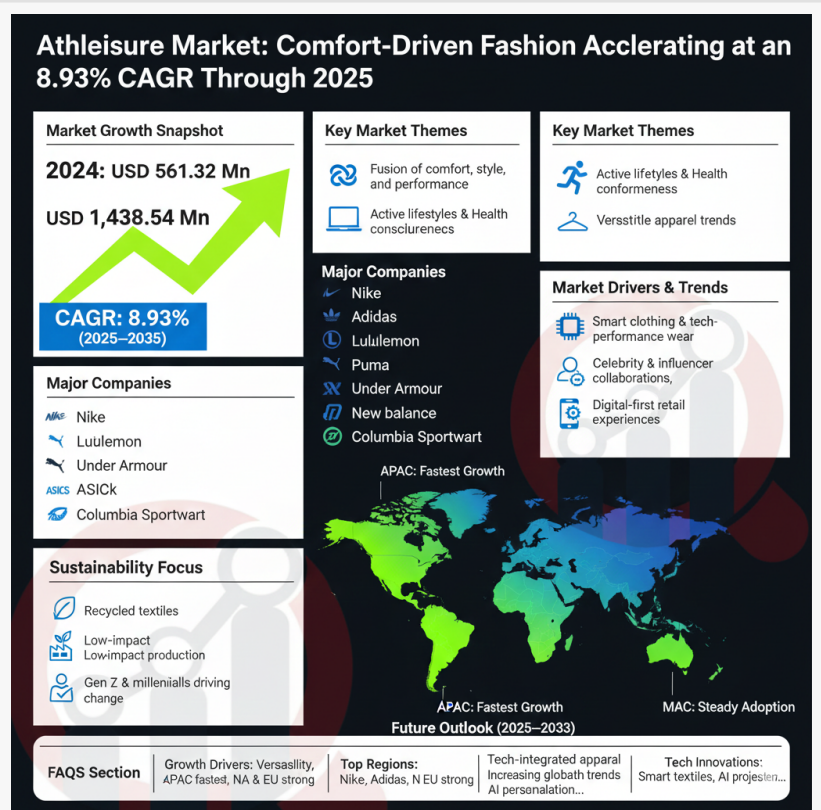 Athleisure Market: Comfort-Driven Fashion Acclerating at an
8.93% CAGR Through 2025
Market Growth Snapshot
2024: USD 561.32 Mn
USD 1,438.54 Mn
CAGR: 8.93%
(2025–2035)
Key Market Themes
Fusion of comfort, style,
and performance
Active lifestyles & Health
consciurenecs
Key Market Themes
Active lifetyles & Health
conformeness
Versstitle apparel trends
Major Companies
Nike
Adidas
Lululemon
Puma
Under Armour
New balance
Columbia Sportwart
Market Drivers & Trends
Smart clothing & tech-
performance wear
Celebrity & influencer
collaborations,
Digital-first retail
experiences
Major Companies
NIKE Nike
Lululemon
Under Armour
ASICS ASICk
Columbia Sportwart
Sustainability Focus
Recycled textiles
Low-impact
Low-impact production
Gen Z & millenialls driving
change
APAC: Fastest Growth
APAC: Fastest Growth
MAC: Steady Adoption
Future Outlook (2025–2033)
FAQS Section
Growth Drivers: Versasllity,
APAC fastest, NA & EU strong
Top Regions:
Nike, Adidas, N EU strong
Tech-integrated apparal
Increasing globath trends
AI persanalation...
Tech Innovations:
Smart textiles, AI projesten...